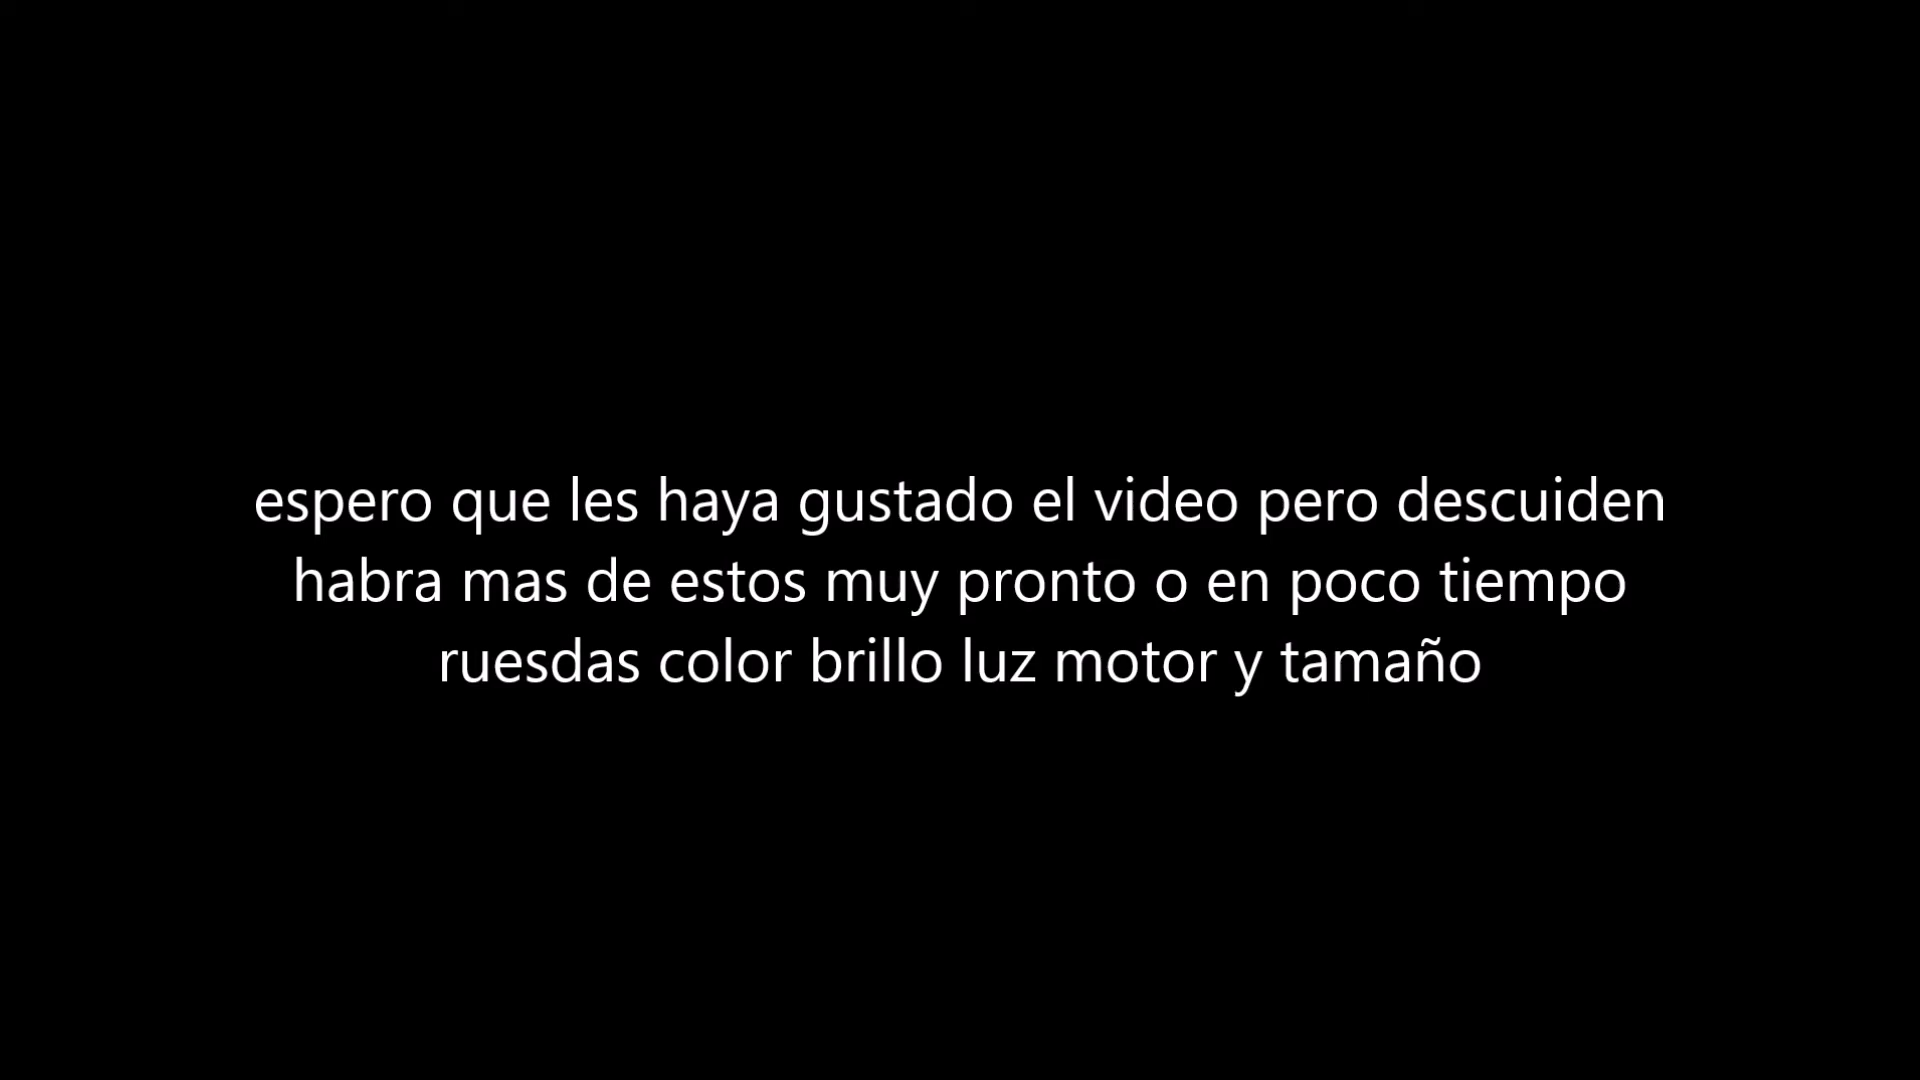 espero que les haya gustado el video pero descuiden
habra mas de estos muy pronto o en poco tiempo
ruesdas color brillo luz motor y tamaño